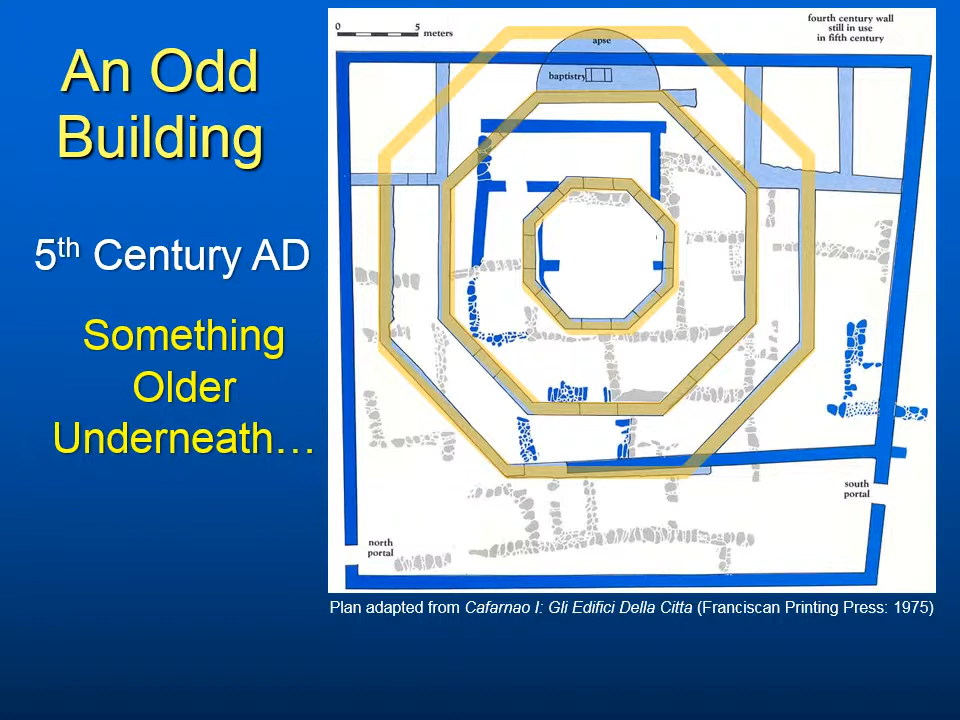 An Odd
Building
5th Century AD
Something
Older
Underneath…
0 5 meters
apse
baptistry
fourth century wall
still in use
in fifth century
south
portal
north
portal
Plan adapted from Cafarnao I: Gli Edifici Della Citta (Franciscan Printing Press: 1975)